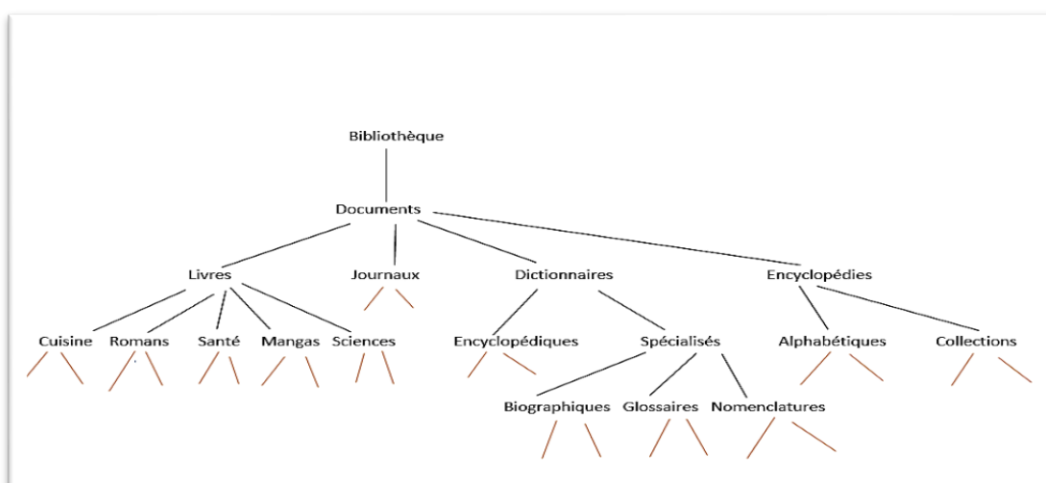 Bibliothèque
Documents
Livres Journaux Dictionnaires Encyclopédies
Cuisine Romans Santé Mangas Sciences Encyclopédiques Spécialisés Alphabétiques Collections
Biographiques Glossaires Nomenclatures